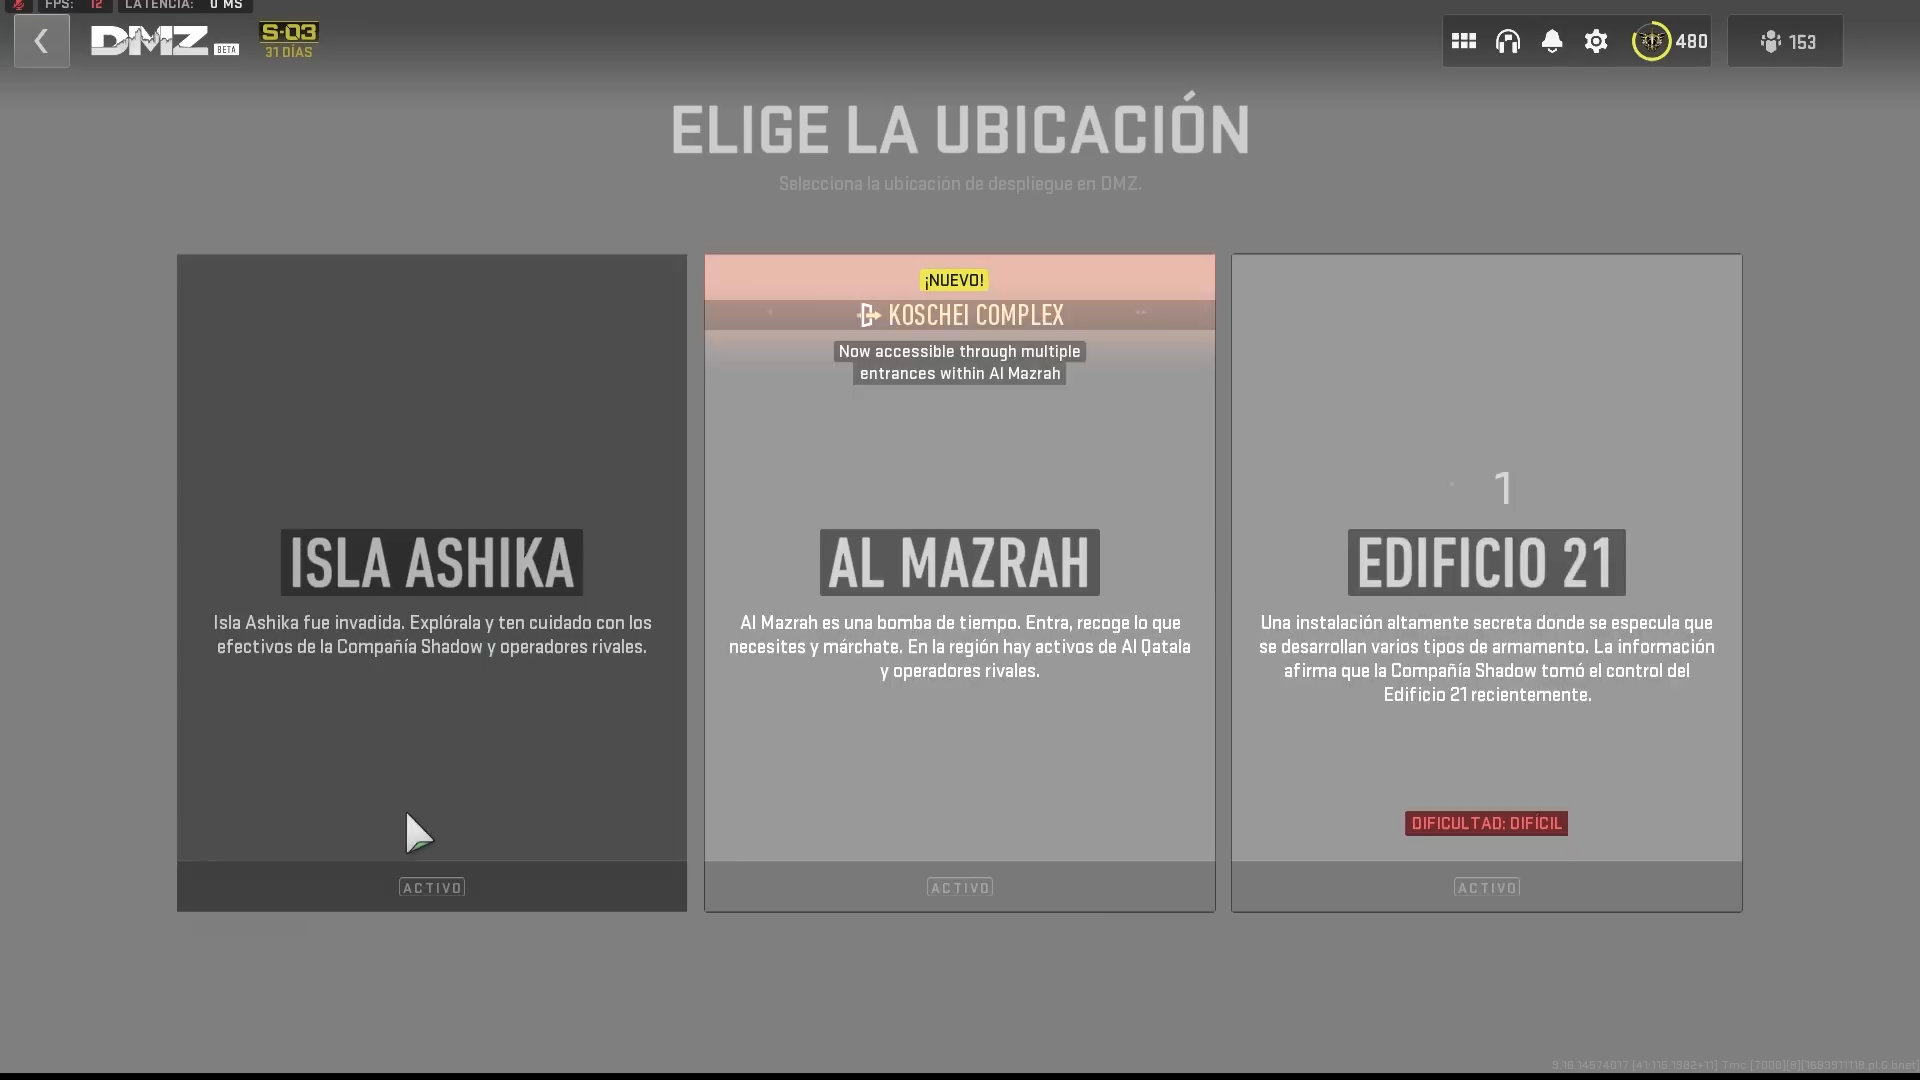 FPS: 12 LATENCIA: 0 MS
DMZ BETA
S-03
31 DÍAS
480
153
ELIGE LA UBICACIÓN
Selecciona la ubicación de despliegue en DMZ.
ISLA ASHIKA
Isla Ashika fue invadida. Explórala y ten cuidado con los
efectivos de la Compañía Shadow y operadores rivales.
ACTIVO
¡NUEVO!
KOSCHEI COMPLEX
Now accessible through multiple
entrances within Al Mazrah
AL MAZRAH
Al Mazrah es una bomba de tiempo. Entra, recoge lo que
necesites y márchate. En la región hay activos de Al Qatala
y operadores rivales.
ACTIVO
1
EDIFICIO 21
Una instalación altamente secreta donde se especula que
se desarrollan varios tipos de armamento. La información
afirma que la Compañía Shadow tomó el control del
Edificio 21 recientemente.
DIFICULTAD: DIFÍCIL
ACTIVO